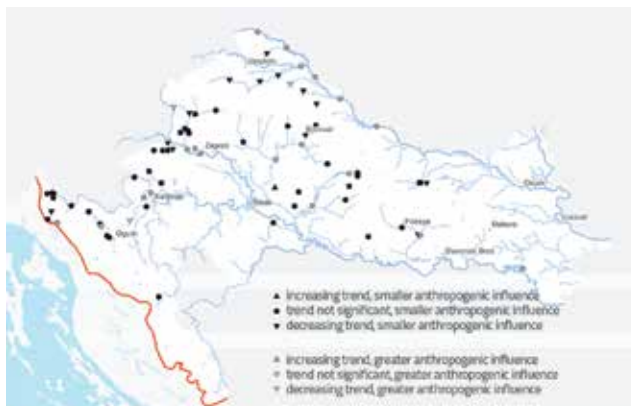 Zagreb
Karlovac
Sisak
Ogulin
Požega
Osijek
Vukovar
Slavonski Brod
increasing trend, smaller anthropogenic influence
trend not significant, smaller anthropogenic influence
decreasing trend, smaller anthropogenic influence
increasing trend, greater anthropogenic influence
trend not significant, greater anthropogenic influence
decreasing trend, greater anthropogenic influence